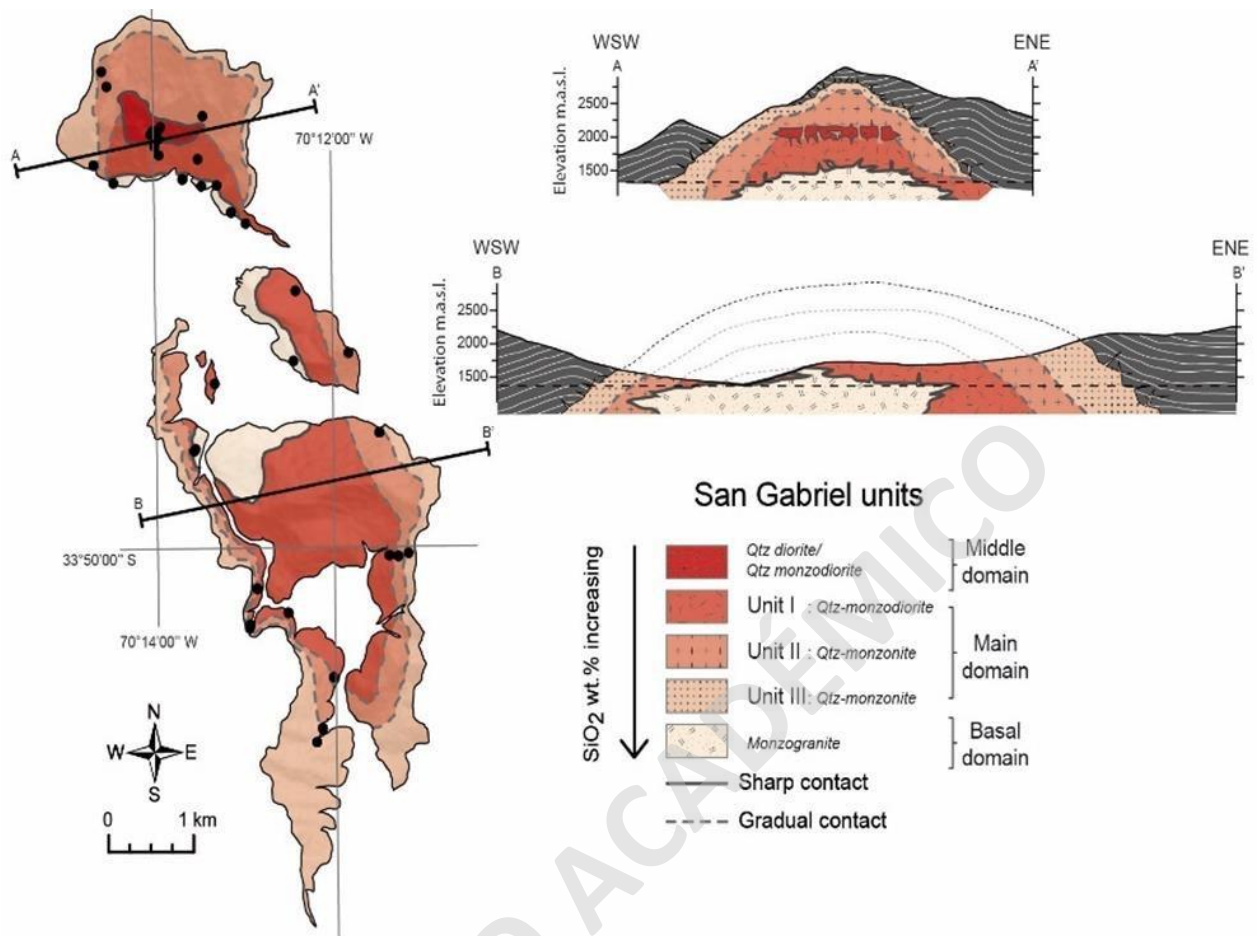 A
A'
70°12'00" W
B
B'
33°50'00" S
70°14'00" W
N
W
E
S
0
1 km
WSW
ENE
A
A'
Elevation m.a.s.l.
2500
2000
1500
WSW
ENE
B
B'
Elevation m.a.s.l.
2500
2000
1500
San Gabriel units
SiO2 wt.% increasing
Qtz diorite/
Qtz monzodiorite
Unit I : Qtz-monzodiorite
Unit II : Qtz-monzonite
Unit III: Qtz-monzonite
Monzogranite
Middle
domain
Main
domain
Basal
domain
Sharp contact
Gradual contact
O ACADÉMICO